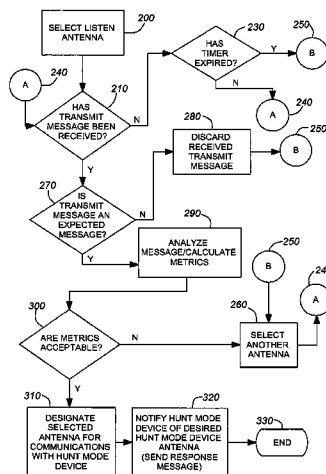 200
SELECT LISTEN
ANTENNA
230
HAS
TIMER
EXPIRED?
Y
250
B
N
240
A
240
A
210
HAS
TRANSMIT
MESSAGE BEEN
RECEIVED?
N
Y
280
DISCARD
RECEIVED
TRANSMIT
MESSAGE
250
B
270
IS
TRANSMIT
MESSAGE AN
EXPECTED
MESSAGE?
N
Y
290
ANALYZE
MESSAGE/CALCULATE
METRICS
250
B
24
A
300
ARE METRICS
ACCEPTABLE?
N
Y
260
SELECT
ANOTHER
ANTENNA
310
DESIGNATE
SELECTED
ANTENNA FOR
COMMUNICATIONS
WITH HUNT MODE
DEVICE
320
NOTIFY HUNT MODE
DEVICE OF DESIRED
HUNT MODE DEVICE
ANTENNA
(SEND RESPONSE
MESSAGE)
330
END